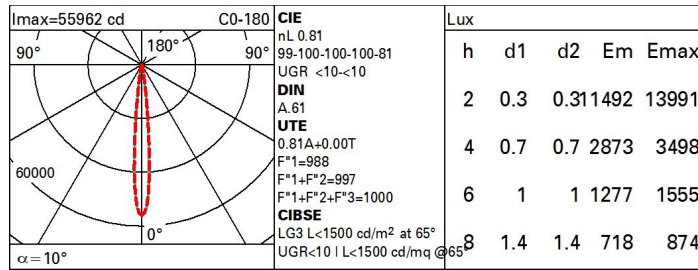 Imax=55962 cd C0-180
90° 180° 90°
60000
0°
α=10°
CIE
nL 0.81
99-100-100-100-81
UGR <10-<10
DIN
A.61
UTE
0.81A+0.00T
F"1=988
F"1+F"2=997
F"1+F"2+F"3=1000
CIBSE
LG3 L<1500 cd/m² at 65°
UGR<10 | L<1500 cd/mq @65°
Lux
h d1 d2 Em Emax
2 0.3 0.3 11492 13991
4 0.7 0.7 2873 3498
6 1 1 1277 1555
8 1.4 1.4 718 874